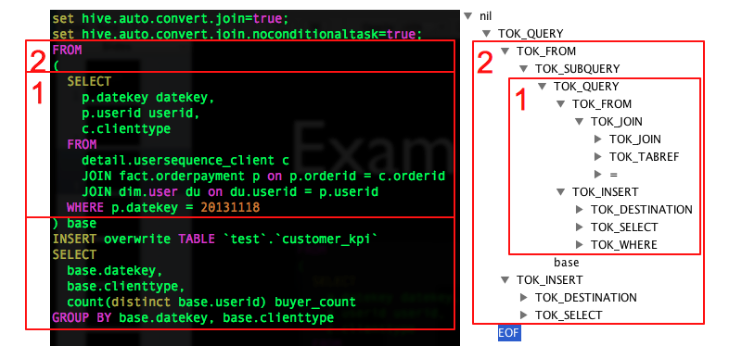 set hive.auto.convert.join=true;
set hive.auto.convert.join.noconditionaltask=true;
FROM
2
(
1
SELECT
p.datekey datekey,
p.userid userid,
c.clienttype
FROM
detail.usersequence_client c
JOIN fact.orderpayment p on p.orderid = c.orderid
JOIN dim.user du on du.userid = p.userid
WHERE p.datekey = 20131118
) base
INSERT overwrite TABLE `test`.`customer_kpi`
SELECT
base.datekey,
base.clienttype,
count(distinct base.userid) buyer_count
GROUP BY base.datekey, base.clienttype
Exam
nil
TOK_QUERY
2
TOK_FROM
TOK_SUBQUERY
1
TOK_QUERY
TOK_FROM
TOK_JOIN
TOK_JOIN
TOK_TABREF
=
TOK_INSERT
TOK_DESTINATION
TOK_SELECT
TOK_WHERE
base
TOK_INSERT
TOK_DESTINATION
TOK_SELECT
EOF